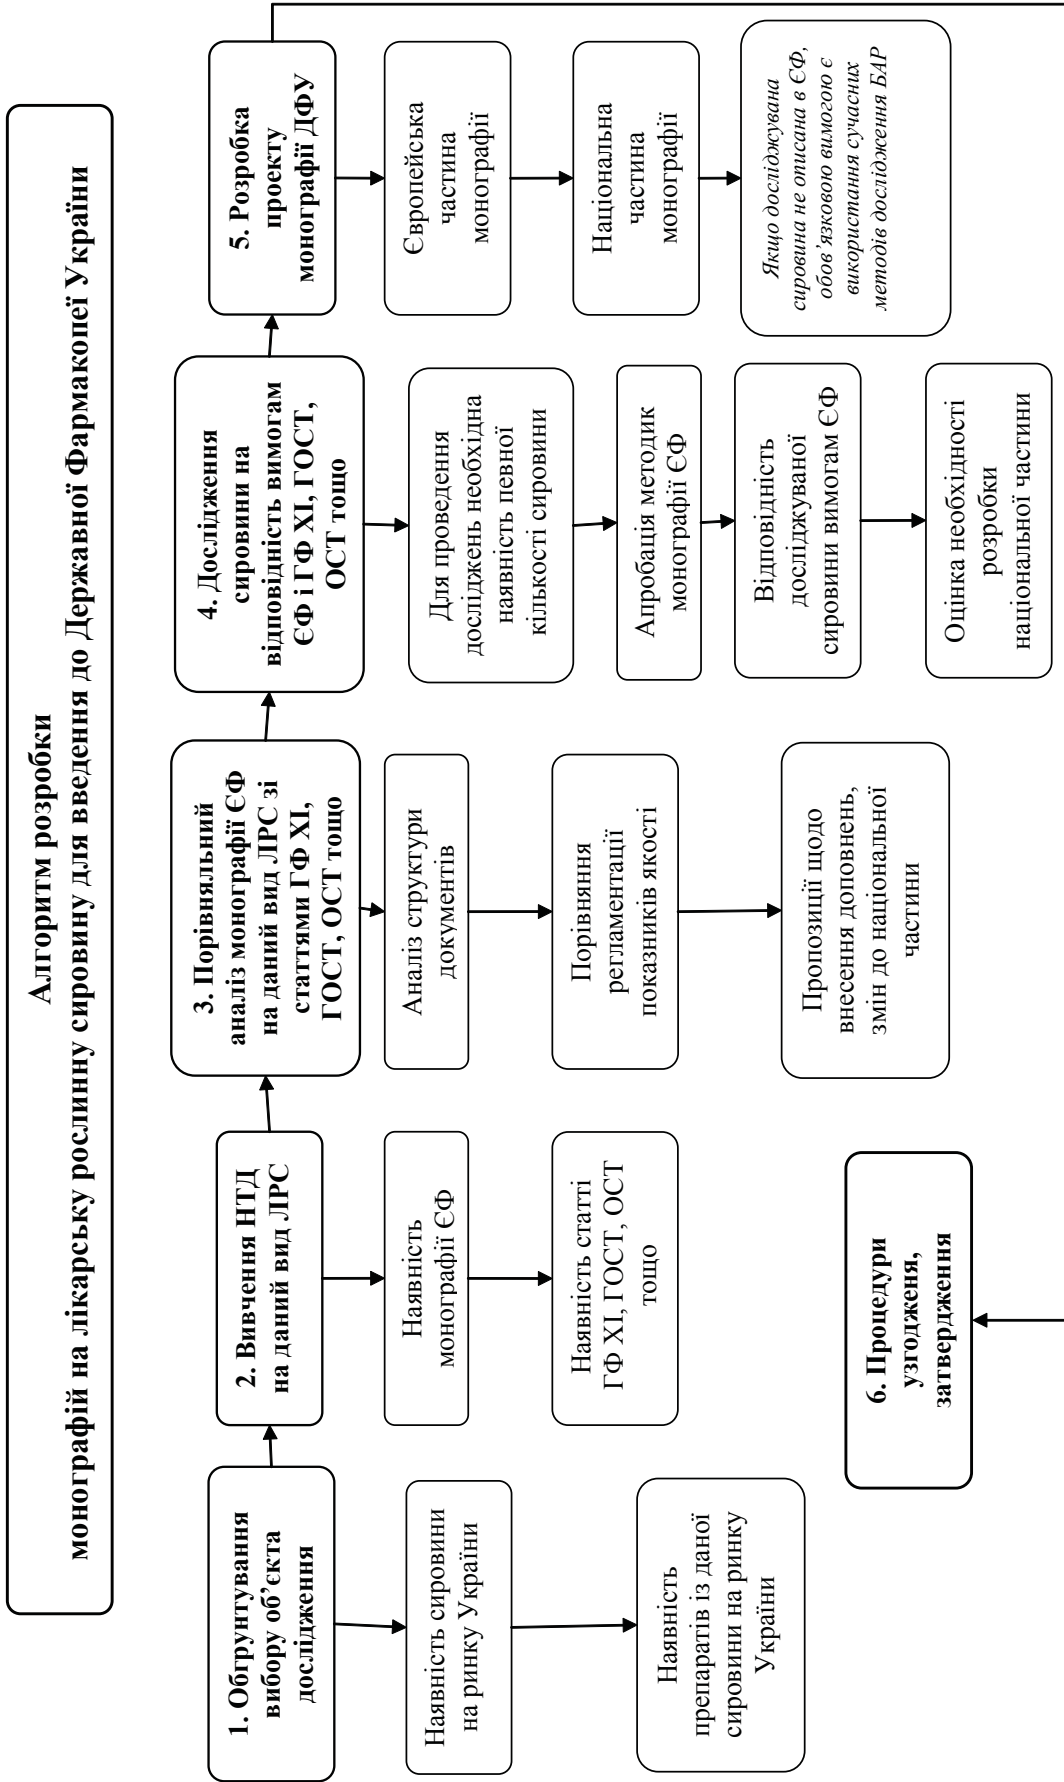 Алгоритм розробки
монографій на лікарську рослинну сировину для введення до Державної Фармакопеї України
1. Обгрунтування
вибору об’єкта
дослідження
Наявність сировини
на ринку України
Наявність
препаратів із даної
сировини на ринку
України
2. Вивчення НТД
на даний вид ЛРС
Наявність
монографії ЄФ
Наявність статті
ГФ XI, ГОСТ, ОСТ
тощо
3. Порівняльний
аналіз монографії ЄФ
на даний вид ЛРС зі
статтями ГФ XI,
ГОСТ, ОСТ тощо
Аналіз структури
документів
Порівняння
регламентації
показників якості
Пропозиції щодо
внесення доповнень,
змін до національної
частини
4. Дослідження
сировини на
відповідність вимогам
ЄФ і ГФ XI, ГОСТ,
ОСТ тощо
Для проведення
досліджень необхідна
наявність певної
кількості сировини
Апробація методик
монографії ЄФ
Відповідність
досліджуваної
сировини вимогам ЄФ
Оцінка необхідності
розробки
національної частини
5. Розробка
проекту
монографії ДФУ
Європейська
частина
монографії
Національна
частина
монографії
Якщо досліджувана
сировина не описана в ЄФ,
обов’язковою вимогою є
використання сучасних
методів дослідження БАР
6. Процедури
узгодженя,
затвердження